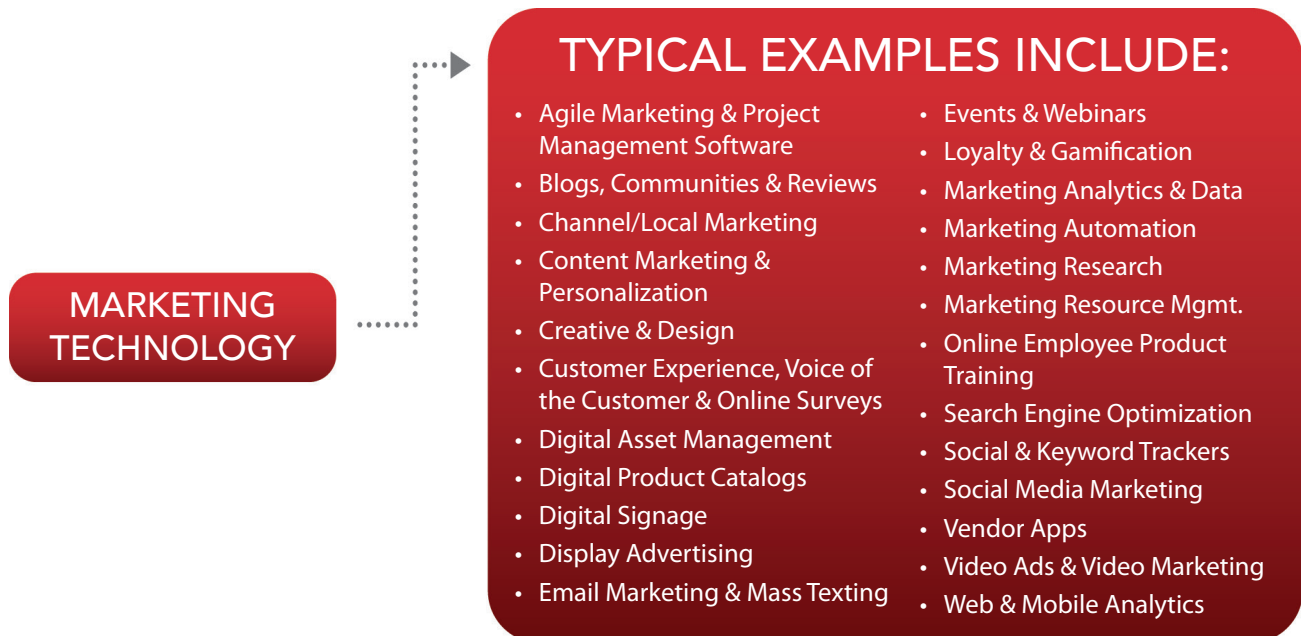 MARKETING
TECHNOLOGY
TYPICAL EXAMPLES INCLUDE:
• Agile Marketing & Project
Management Software
• Blogs, Communities & Reviews
• Channel/Local Marketing
• Content Marketing &
Personalization
• Creative & Design
• Customer Experience, Voice of
the Customer & Online Surveys
• Digital Asset Management
• Digital Product Catalogs
• Digital Signage
• Display Advertising
• Email Marketing & Mass Texting
• Events & Webinars
• Loyalty & Gamification
• Marketing Analytics & Data
• Marketing Automation
• Marketing Research
• Marketing Resource Mgmt.
• Online Employee Product
Training
• Search Engine Optimization
• Social & Keyword Trackers
• Social Media Marketing
• Vendor Apps
• Video Ads & Video Marketing
• Web & Mobile Analytics